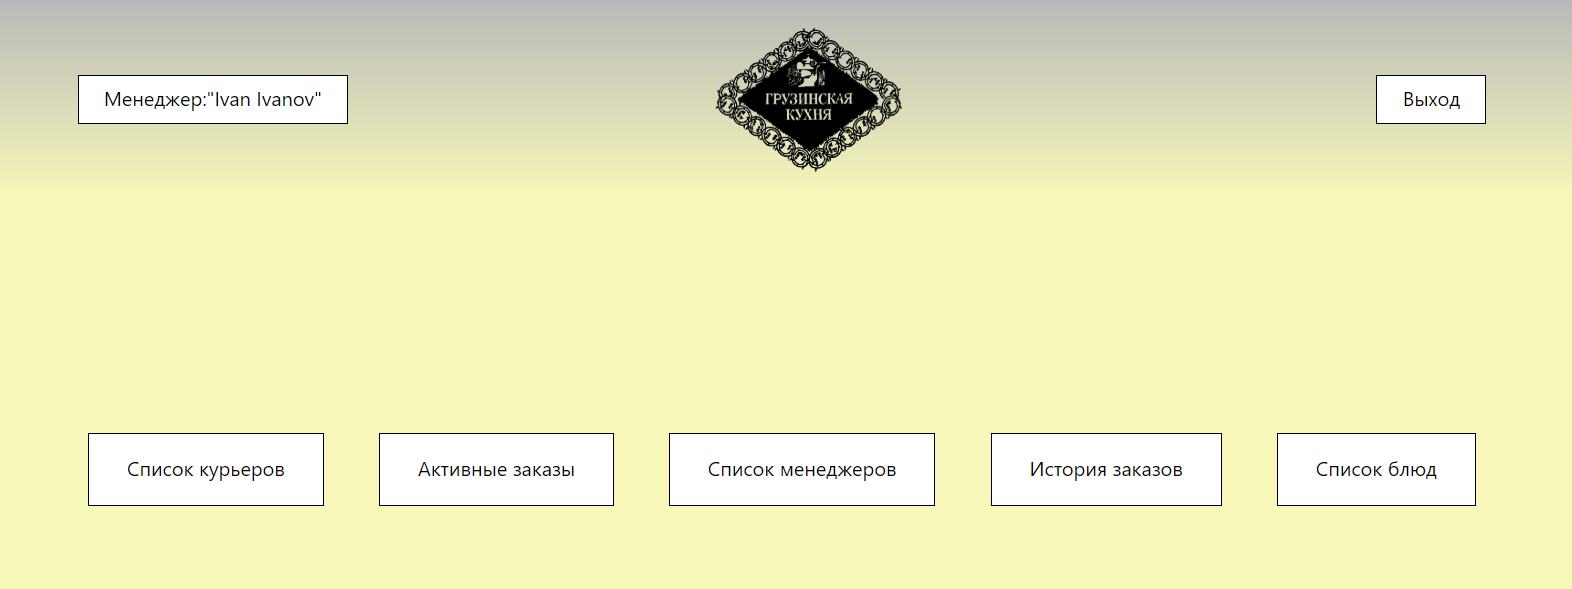 Менеджер:"Ivan Ivanov"
ГРУЗИНСКАЯ
КУХНЯ
Выход
Список курьеров
Активные заказы
Список менеджеров
История заказов
Список блюд